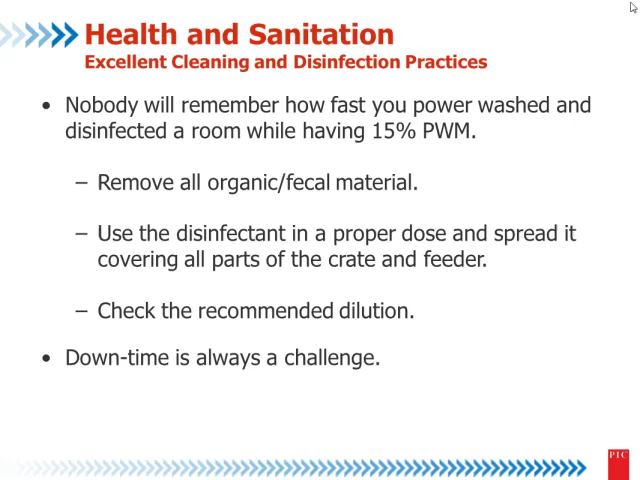 Health and Sanitation
Excellent Cleaning and Disinfection Practices
• Nobody will remember how fast you power washed and
disinfected a room while having 15% PWM.
– Remove all organic/fecal material.
– Use the disinfectant in a proper dose and spread it
covering all parts of the crate and feeder.
– Check the recommended dilution.
• Down-time is always a challenge.
PIC